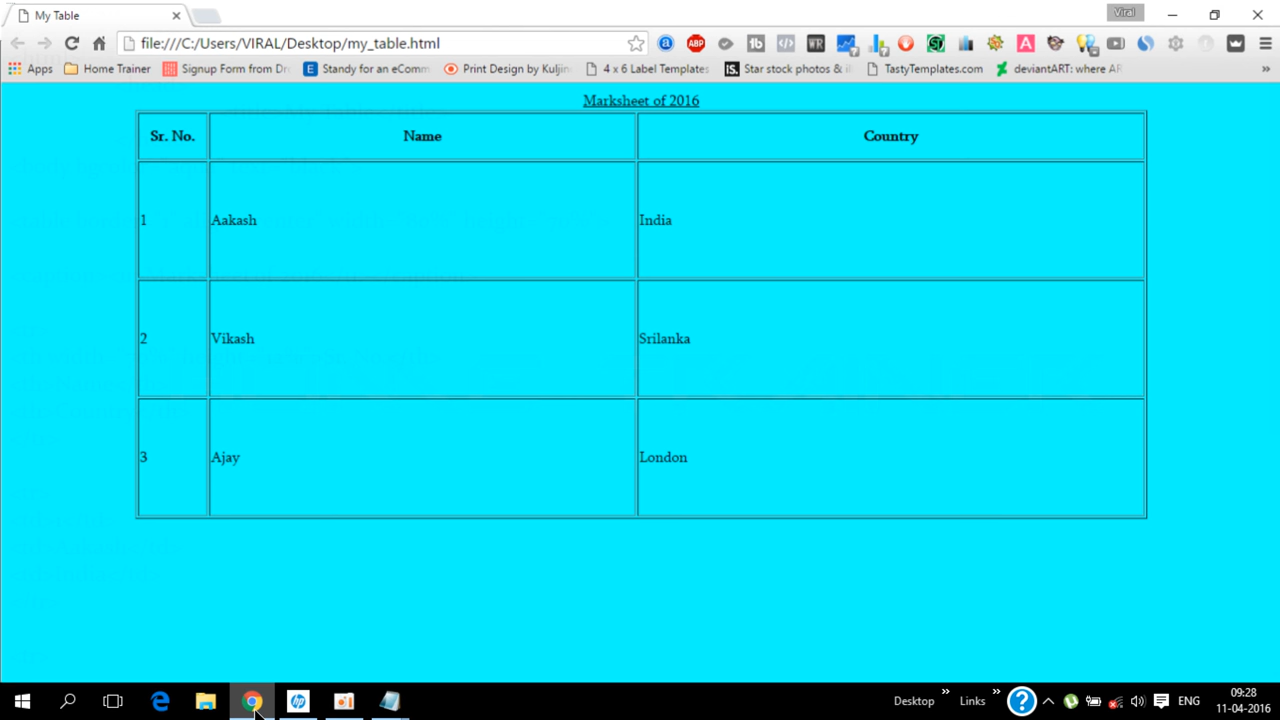 My Table
Viral
file:///C:/Users/VIRAL/Desktop/my_table.html
Apps
Home Trainer
Signup Form from Dr
Standy for an eComm
Print Design by Kuljin
4 x 6 Label Templates
Star stock photos & i
TastyTemplates.com
deviantART: where AR
Marksheet of 2016
Sr. No. Name Country
1 Aakash India
2 Vikash Srilanka
3 Ajay London
Desktop
Links
ENG
09:28
11-04-2016